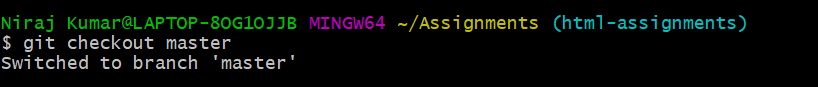 Niraj Kumar@LAPTOP-8OG1OJJB MINGW64 ~/Assignments (html-assignments)
$ git checkout master
Switched to branch 'master'